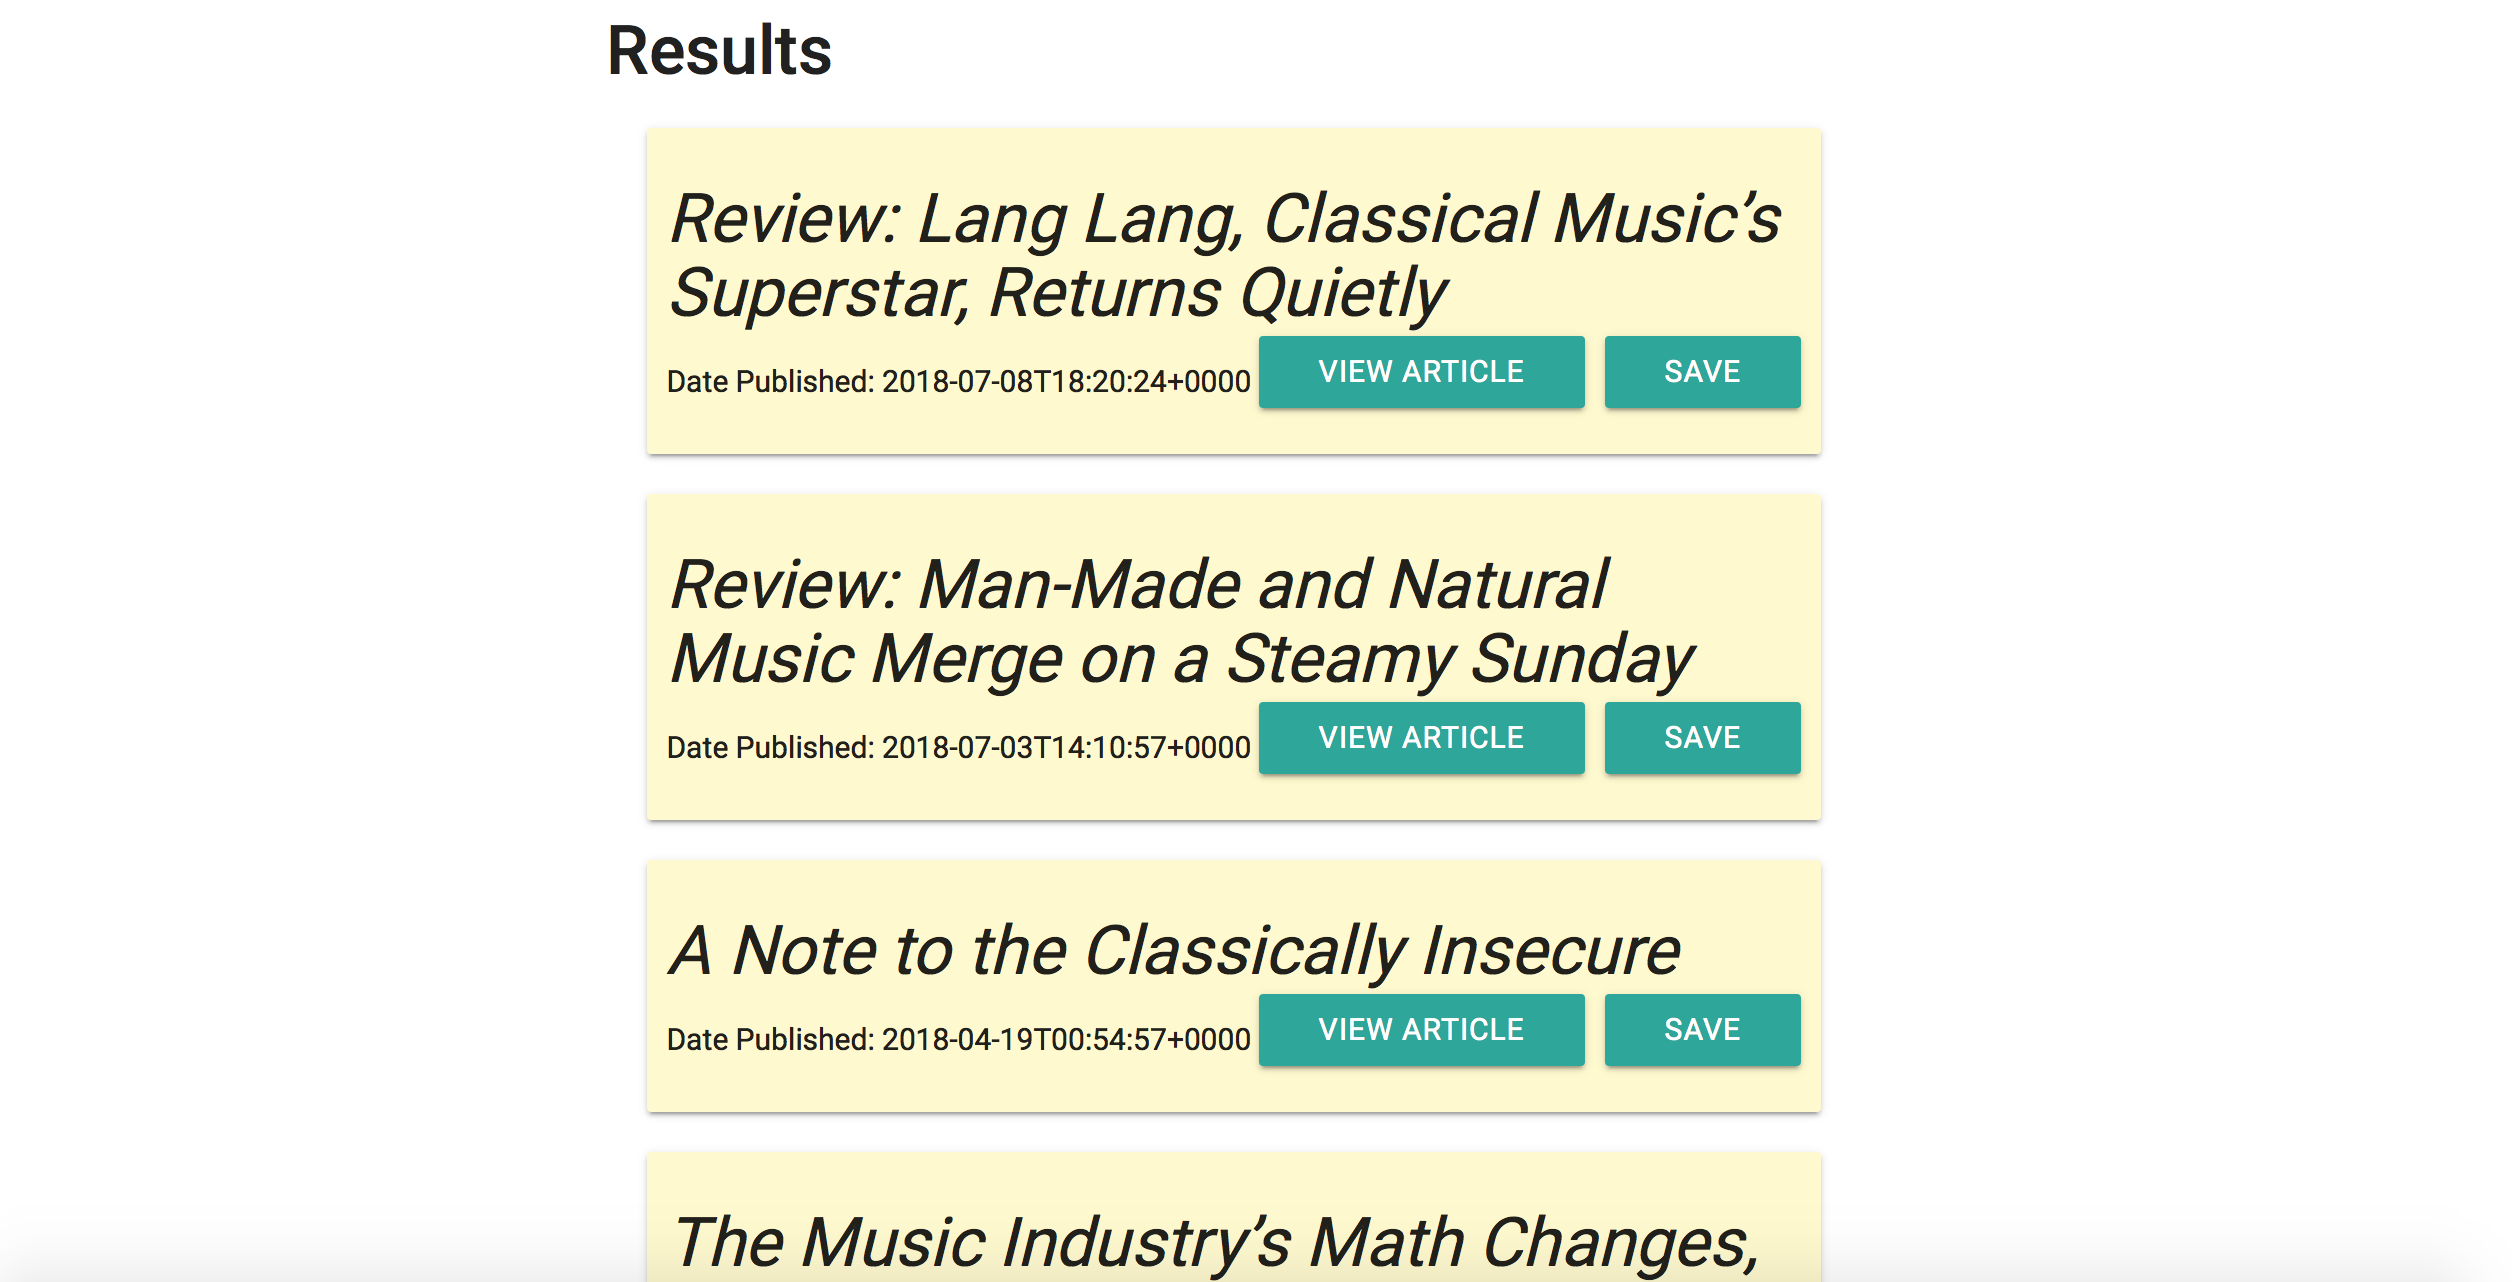 Results
Review: Lang Lang, Classical Music’s
Superstar, Returns Quietly
Date Published: 2018-07-08T18:20:24+0000 VIEW ARTICLE SAVE
Review: Man-Made and Natural
Music Merge on a Steamy Sunday
Date Published: 2018-07-03T14:10:57+0000 VIEW ARTICLE SAVE
A Note to the Classically Insecure
Date Published: 2018-04-19T00:54:57+0000 VIEW ARTICLE SAVE
The Music Industry’s Math Changes,